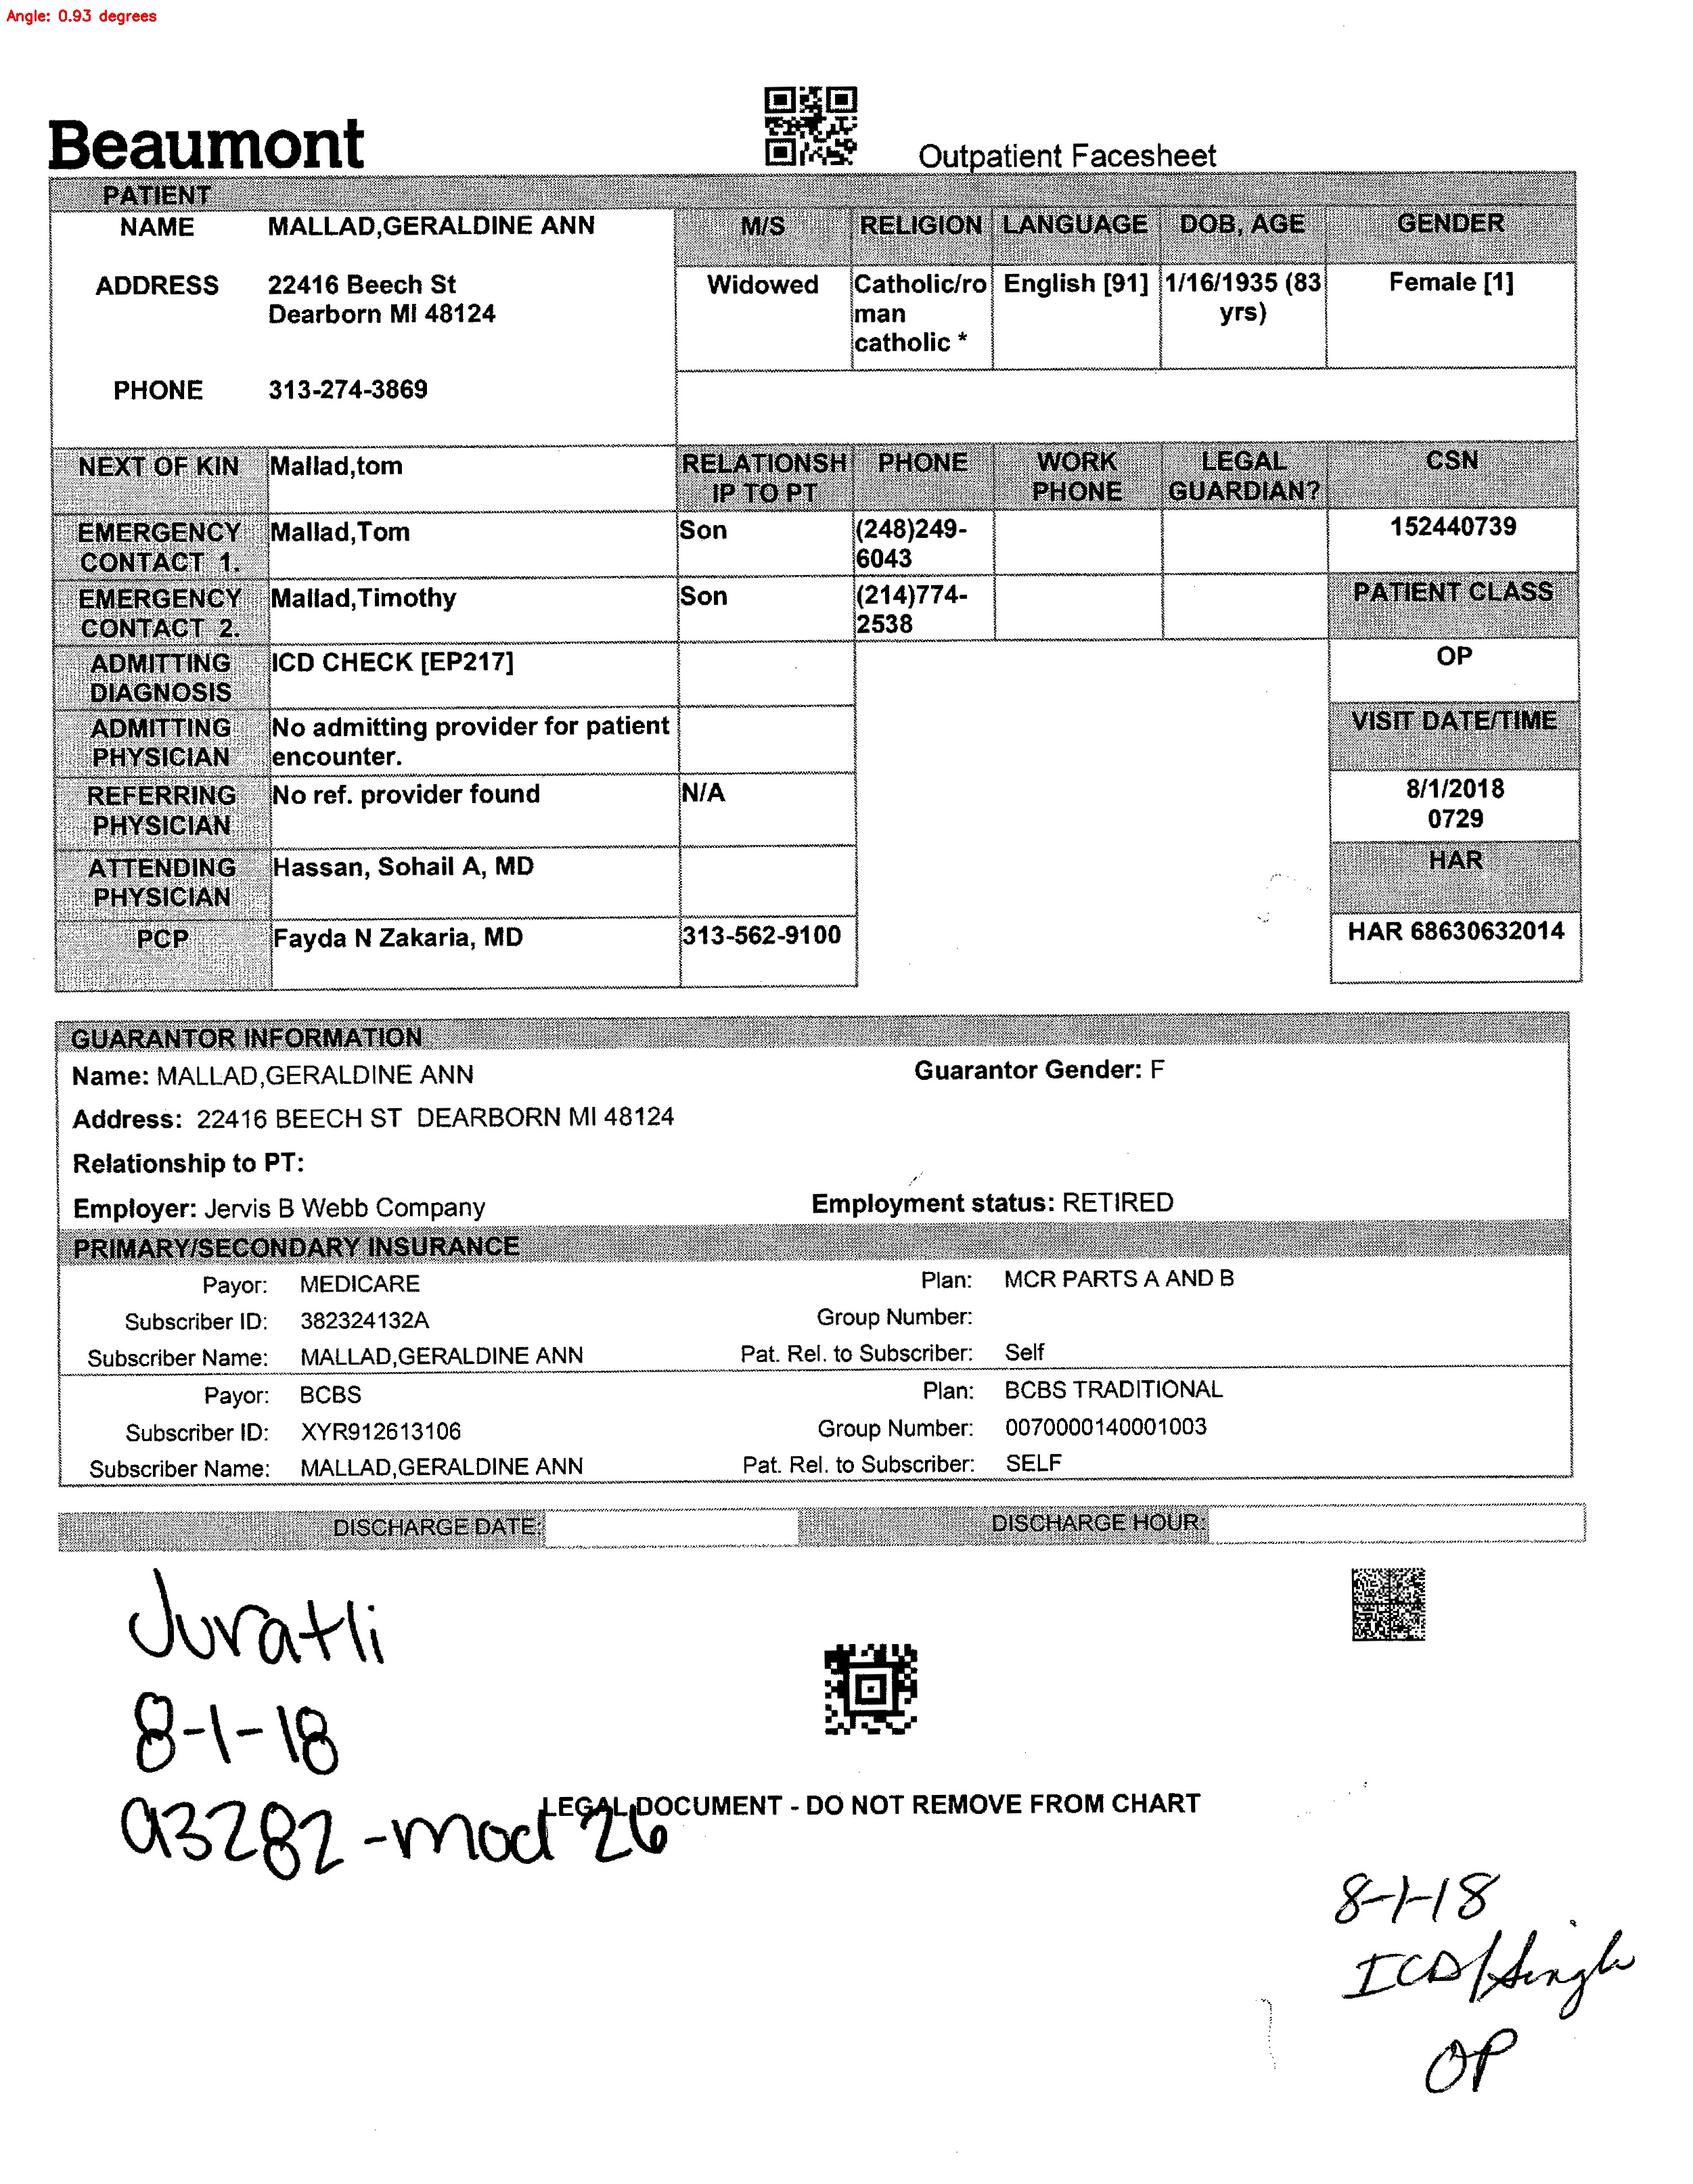 Angle: 0.93 degrees
Beaumont
Outpatient Facesheet
PATIENT
NAME MALLAD,GERALDINE ANN M/S RELIGION LANGUAGE DOB, AGE GENDER
ADDRESS 22416 Beech St Widowed Catholic/ro English [91] 1/16/1935 (83 Female [1]
Dearborn MI 48124 man yrs)
catholic *
PHONE 313-274-3869
NEXT OF KIN Mallad,tom RELATIONSH PHONE WORK LEGAL CSN
IP TO PT PHONE GUARDIAN?
EMERGENCY Mallad,Tom Son (248)249- 152440739
CONTACT 1. 6043
EMERGENCY Mallad,Timothy Son (214)774- PATIENT CLASS
CONTACT 2. 2538
ADMITTING ICD CHECK [EP217] OP
DIAGNOSIS
ADMITTING No admitting provider for patient VISIT DATE/TIME
PHYSICIAN encounter.
REFERRING No ref. provider found N/A 8/1/2018
PHYSICIAN 0729
ATTENDING Hassan, Sohail A, MD HAR
PHYSICIAN
PCP Fayda N Zakaria, MD 313-562-9100 HAR 68630632014
GUARANTOR INFORMATION
Name: MALLAD,GERALDINE ANN Guarantor Gender: F
Address: 22416 BEECH ST DEARBORN MI 48124
Relationship to PT:
Employer: Jervis B Webb Company Employment status: RETIRED
PRIMARY/SECONDARY INSURANCE
Payor: MEDICARE Plan: MCR PARTS A AND B
Subscriber ID: 382324132A Group Number:
Subscriber Name: MALLAD,GERALDINE ANN Pat. Rel. to Subscriber: Self
Payor: BCBS Plan: BCBS TRADITIONAL
Subscriber ID: XYR912613106 Group Number: 0070000140001003
Subscriber Name: MALLAD,GERALDINE ANN Pat. Rel. to Subscriber: SELF
DISCHARGE DATE: DISCHARGE HOUR:
Juratli
8-1-18
LEGAL DOCUMENT - DO NOT REMOVE FROM CHART
93282-mod 26
8-1-18
ICD/Single
OP